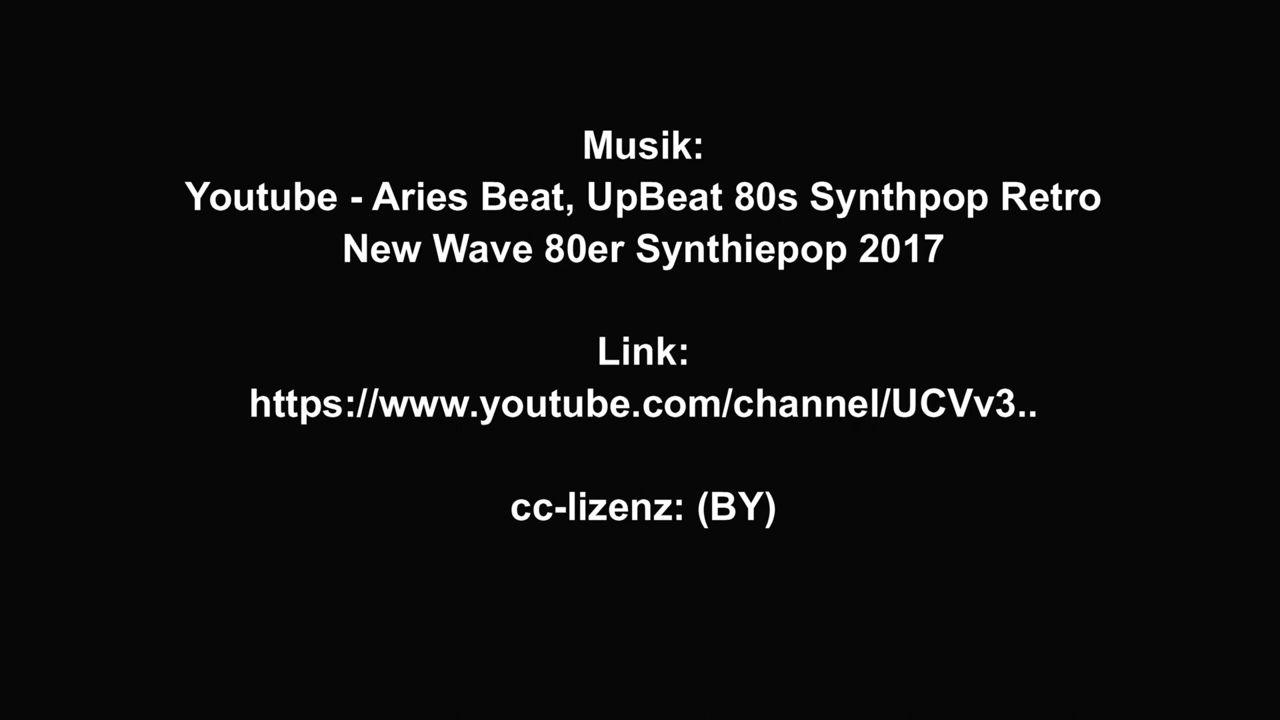 Musik:
Youtube - Aries Beat, UpBeat 80s Synthpop Retro
New Wave 80er Synthiepop 2017
Link:
https://www.youtube.com/channel/UCVv3..
cc-lizenz: (BY)